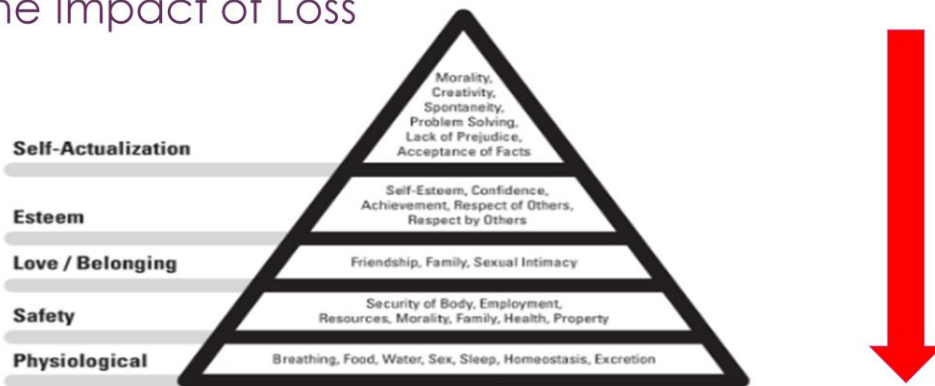 The Impact of Loss
Morality,
Creativity,
Spontaneity,
Problem Solving,
Lack of Prejudice,
Acceptance of Facts
Self-Actualization
Self-Esteem, Confidence,
Achievement, Respect of Others,
Respect by Others
Esteem
Love / Belonging
Friendship, Family, Sexual Intimacy
Security of Body, Employment,
Resources, Morality, Family, Health, Property
Safety
Physiological
Breathing, Food, Water, Sex, Sleep, Homeostasis, Excretion